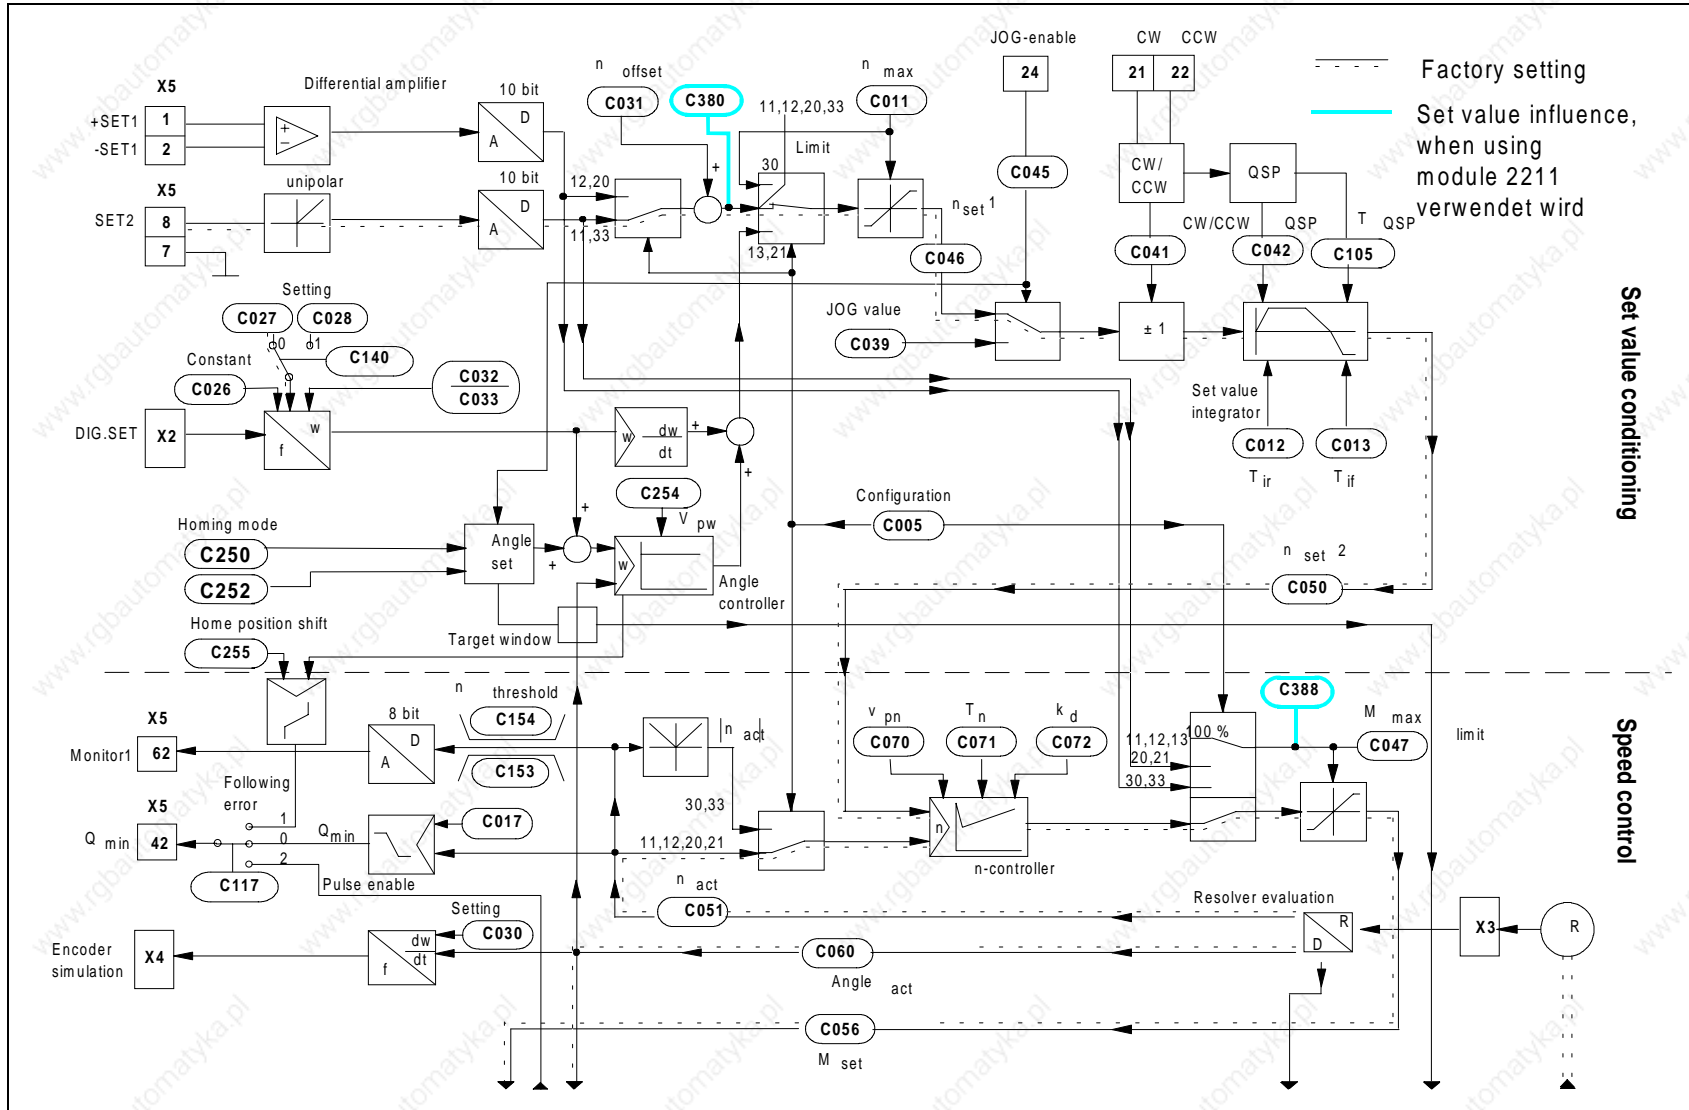 JOG-enable
CW CCW
24
21 22
Factory setting
Set value influence,
when using
module 2211
verwendet wird
X5
Differential amplifier
10 bit
n offset
C031
C380
11,12,20,33
n max
C011
+SET1
1
-SET1
2
+
-
D
A
Limit
30
C045
CW/
CCW
QSP
X5
unipolar
10 bit
12,20
+
SET2
8
7
D
A
11,33
13,21
n set 1
C046
CW/CCW
C041
QSP
C042
T QSP
C105
Setting
C027
C028
0
1
JOG value
C039
± 1
Constant
C140
C026
C032
C033
Set value
integrator
C012
C013
T ir
T if
DIG.SET
X2
w
f
w
dw
dt
+
+
C254
V pw
Configuration
C005
Homing mode
C250
C252
Angle
set
+
+
w
Angle
controller
n set 2
C050
Home position shift
C255
Target window
Set value conditioning
n threshold
C154
C153
X5
8 bit
Monitor1
62
D
A
|n act|
V pn
C070
T n
C071
k d
C072
C388
M max
C047
limit
100 %
11,12,13
20,21
30,33
X5
Following
error
1
0
2
Q min
42
Q min
C017
C117
Pulse enable
30,33
11,12,20,21
n
n-controller
Speed control
n act
C051
Resolver evaluation
R
D
X3
R
Encoder
simulation
X4
Setting
C030
dw
dt
f
C060
Angle act
C056
M set
www.rgbautomatyka.pl